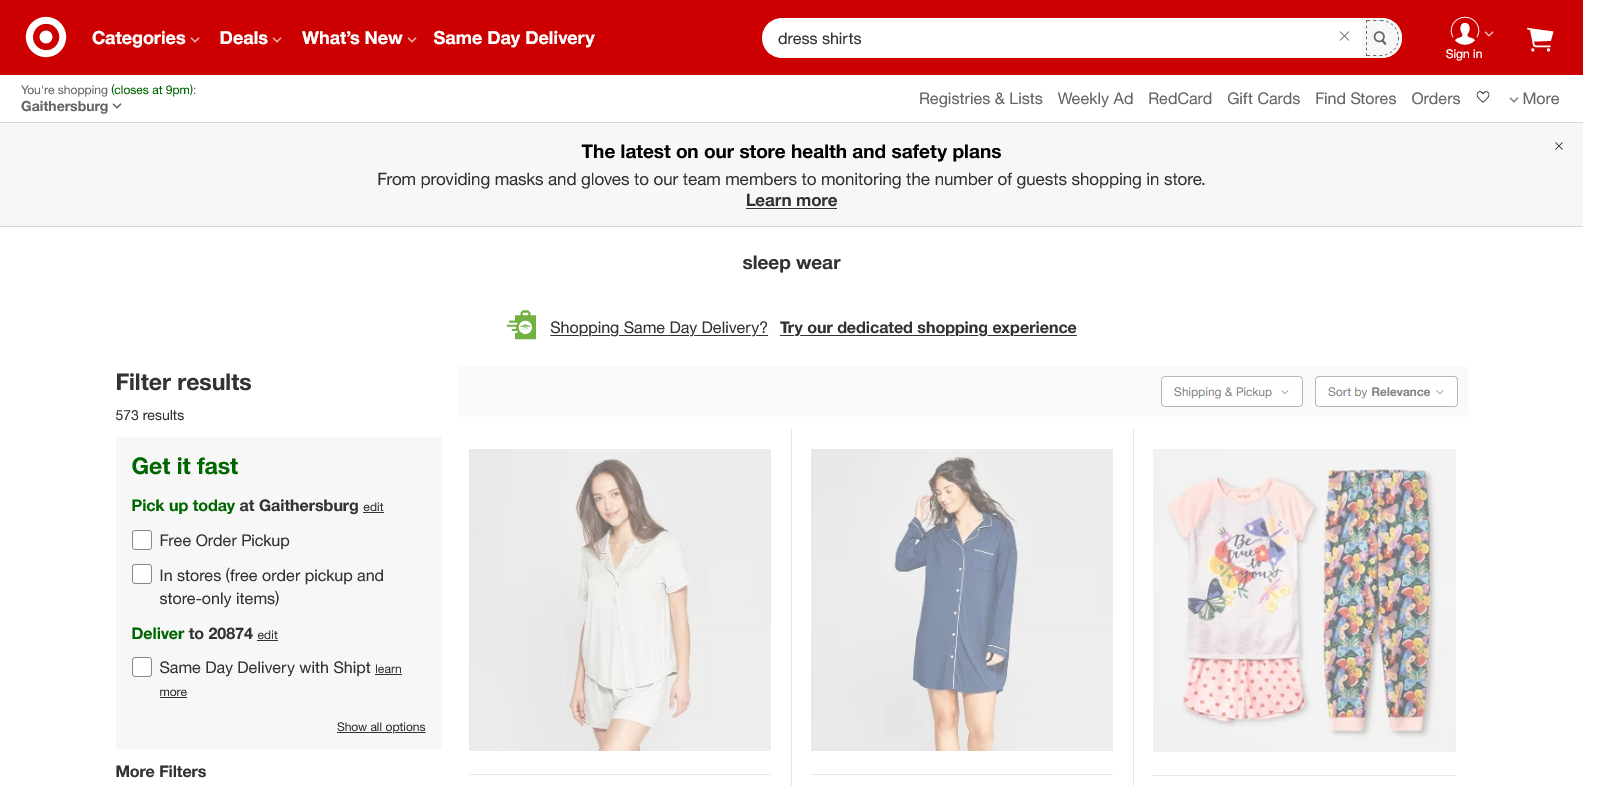 Categories Deals What's New Same Day Delivery dress shirts Sign in
You're shopping (closes at 9pm):
Gaithersburg
Registries & Lists Weekly Ad RedCard Gift Cards Find Stores Orders More
The latest on our store health and safety plans
From providing masks and gloves to our team members to monitoring the number of guests shopping in store.
Learn more
sleep wear
Shopping Same Day Delivery? Try our dedicated shopping experience
Filter results
573 results
Shipping & Pickup Sort by Relevance
Get it fast
Pick up today at Gaithersburg edit
Free Order Pickup
In stores (free order pickup and
store-only items)
Deliver to 20874 edit
Same Day Delivery with Shipt learn
more
Show all options
More Filters
Be
true
to
you